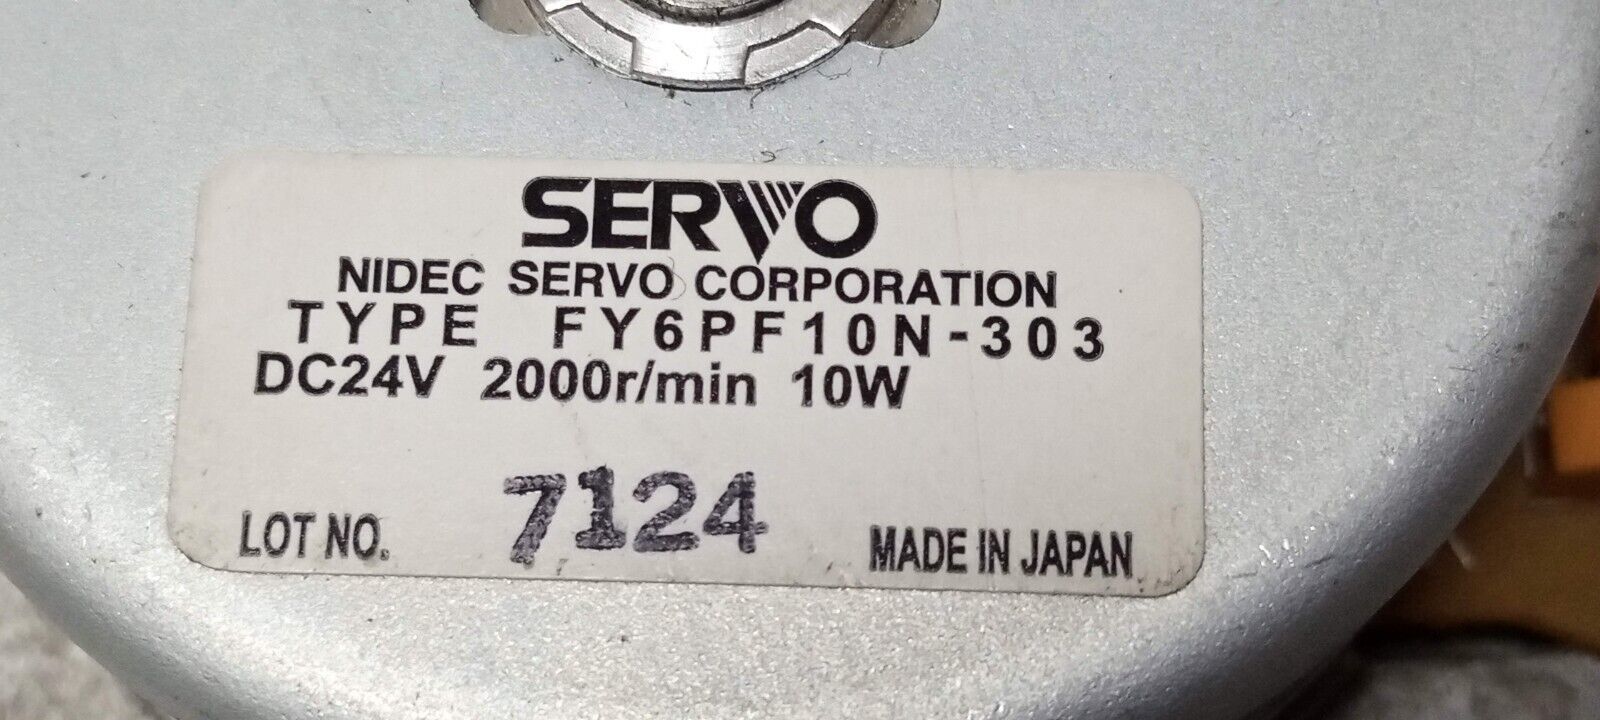 SERVO
NIDEC SERVO CORPORATION
TYPE FY6PF10N-303
DC24V 2000r/min 10W
LOT NO. 7124 MADE IN JAPAN